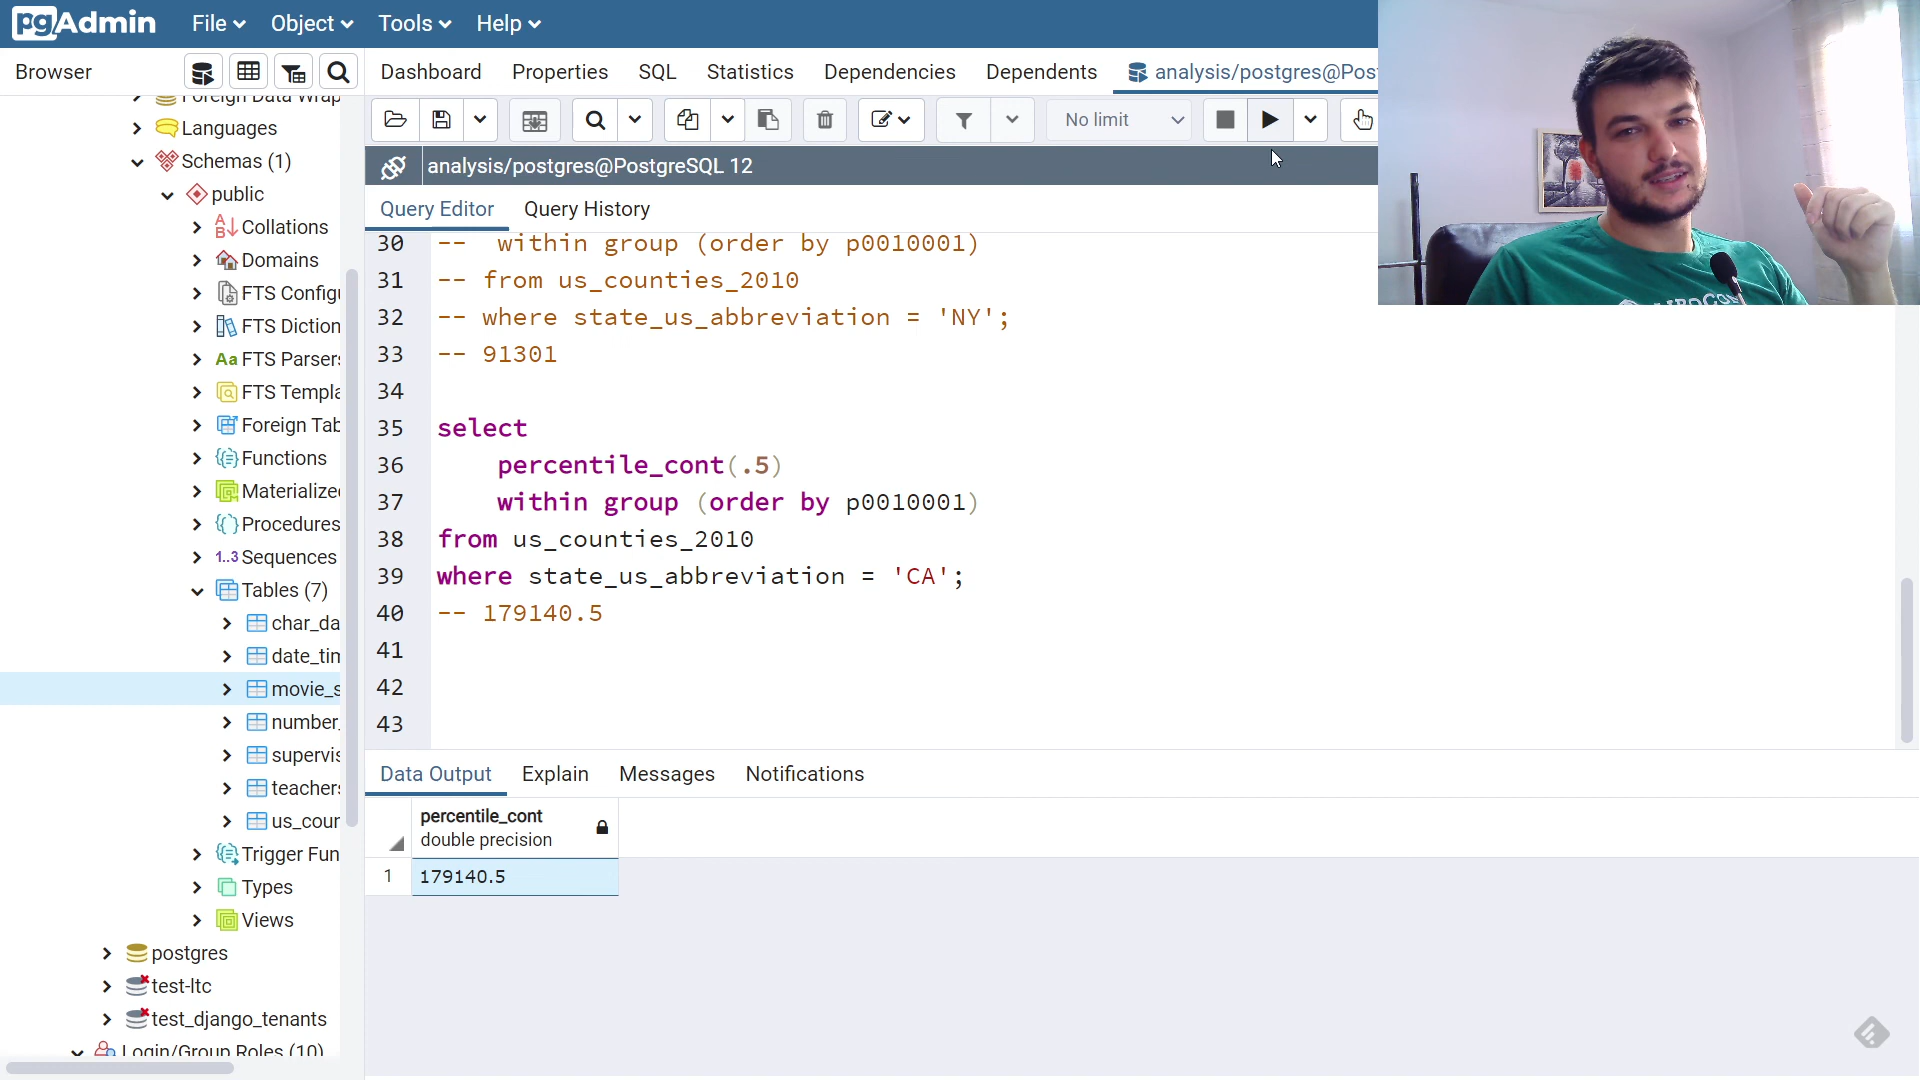 pgAdmin
File
Object
Tools
Help
Browser
Dashboard
Properties
SQL
Statistics
Dependencies
Dependents
analysis/postgres@Pos
No limit
analysis/postgres@PostgreSQL 12
Query Editor
Query History
Foreign Data Wrap
Languages
Schemas (1)
public
Collations
Domains
FTS Configu
FTS Diction
Aa FTS Parsers
FTS Templa
Foreign Tab
Functions
Materialize
Procedures
1..3 Sequences
Tables (7)
char_da
date_tim
movie_s
number_
supervis
teachers
us_cour
Trigger Fun
Types
Views
postgres
test-ltc
test_django_tenants
Login/Group Roles (10)
30 -- within group (order by p0010001)
31 -- from us_counties_2010
32 -- where state_us_abbreviation = 'NY';
33 -- 91301
34
35 select
36 percentile_cont(.5)
37 within group (order by p0010001)
38 from us_counties_2010
39 where state_us_abbreviation = 'CA';
40 -- 179140.5
41
42
43
Data Output
Explain
Messages
Notifications
percentile_cont
double precision
1 179140.5